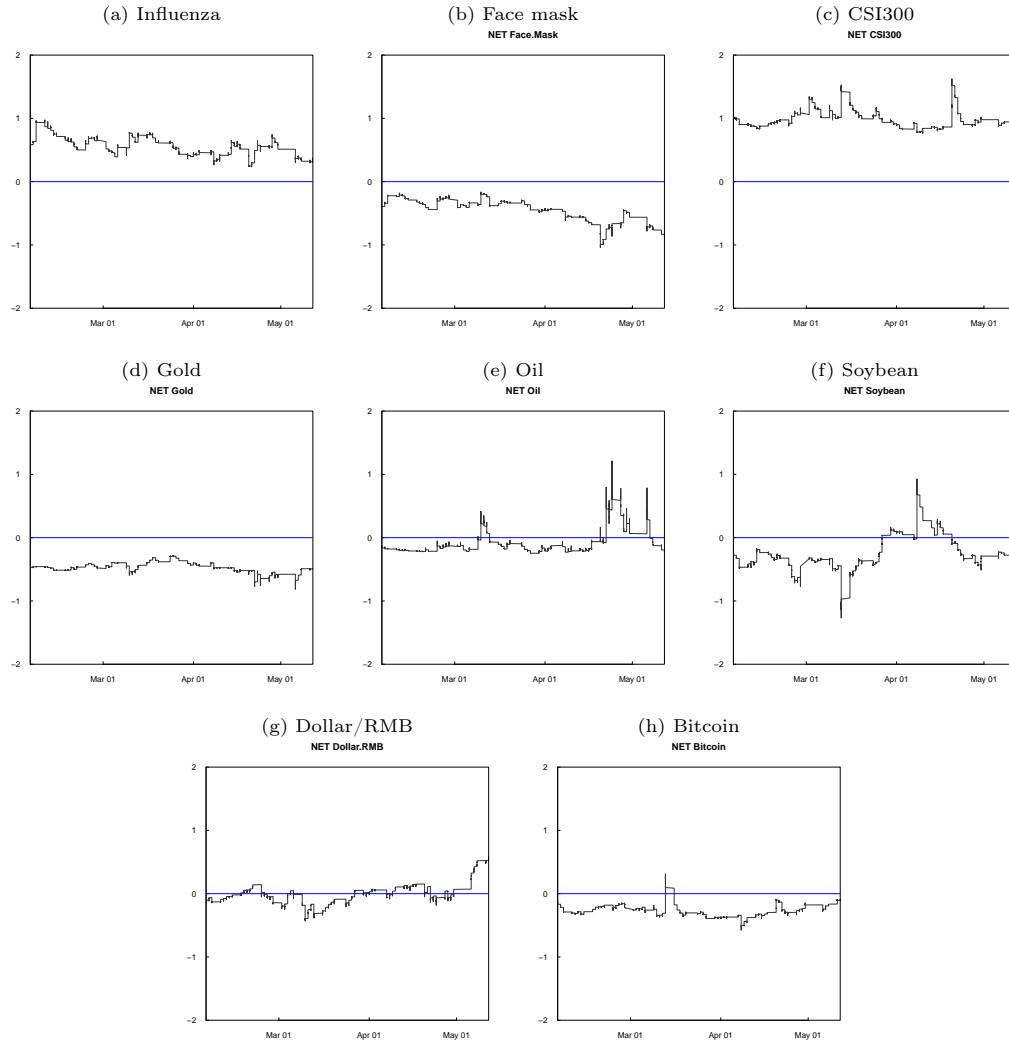 (a) Influenza
(b) Face mask
(c) CSI300
NET Face.Mask
NET CSI300
2
1
0
−1
−2
Mar 01
Apr 01
May 01
2
1
0
−1
−2
Mar 01
Apr 01
May 01
2
1
0
−1
−2
Mar 01
Apr 01
May 01
(d) Gold
(e) Oil
(f) Soybean
NET Gold
NET Oil
NET Soybean
2
1
0
−1
−2
Mar 01
Apr 01
May 01
2
1
0
−1
−2
Mar 01
Apr 01
May 01
2
1
0
−1
−2
Mar 01
Apr 01
May 01
(g) Dollar/RMB
(h) Bitcoin
NET Dollar.RMB
NET Bitcoin
2
1
0
−1
−2
Mar 01
Apr 01
May 01
2
1
0
−1
−2
Mar 01
Apr 01
May 01